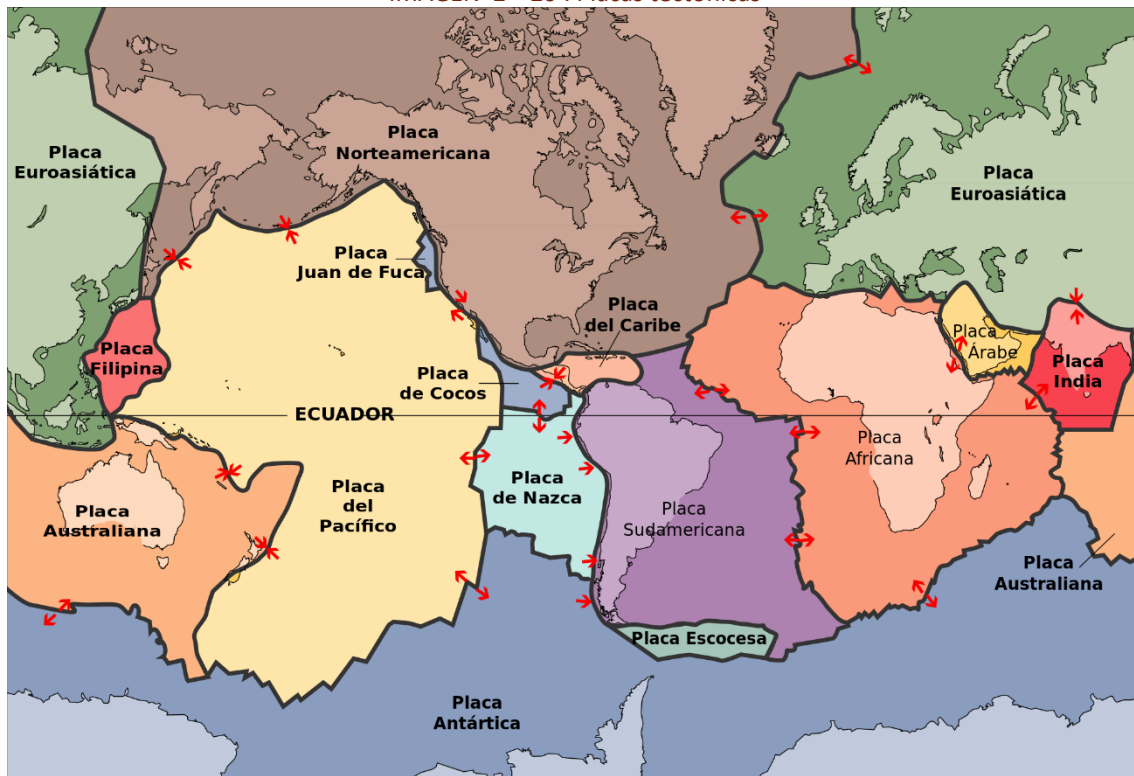 Placa
Euroasiática
Placa
Norteamericana
Placa
Euroasiática
Placa
Juan de Fuca
Placa
del Caribe
Placa
Filipina
Placa
Árabe
Placa
India
Placa
de Cocos
ECUADOR
Placa
Africana
Placa
del
Pacífico
Placa
de Nazca
Placa
Australiana
Placa
Sudamericana
Placa
Australiana
Placa Escocesa
Placa
Antártica